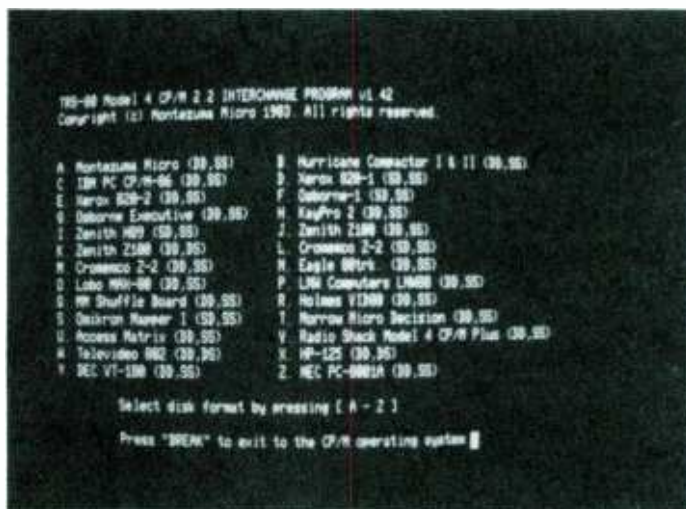 TRS-80 Model 4 CP/M 2.2 INTERCHANGE PROGRAM v1.42
Copyright (c) Montezuma Micro 1983. All rights reserved.
A Montezuma Micro (DD,SS) B Hurricane Compactor I & II (DD,SS)
C IBM PC CP/M-86 (DD,SS) D Xerox 820-1 (SD,SS)
E Xerox 820-2 (DD,SS) F Osborne-1 (SD,SS)
G Osborne Executive (DD,SS) H KayPro 2 (DD,SS)
I Zenith H89 (SD,SS) J Zenith Z100 (DD,SS)
K Zenith Z100 (DD,DS) L Cromemco Z-2 (SD,SS)
M Cromemco Z-2 (DD,SS) N Eagle 80trk. (DD,SS)
O Lobo MAX-80 (DD,SS) P LNW Computers LNW80 (DD,SS)
Q MM Shuffle Board (DD,SS) R Holmes VID80 (DD,SS)
S Omikron Mapper I (SD,SS) T Morrow Micro Decision (DD,SS)
U Access Matrix (DD,SS) V Radio Shack Model 4 CP/M Plus (DD,SS)
W Televideo 802 (DD,DS) X HP-125 (DD,DS)
Y DEC VT-180 (DD,SS) Z NEC PC-8001A (DD,SS)
Select disk format by pressing [ A - Z ]
Press "BREAK" to exit to the CP/M operating system